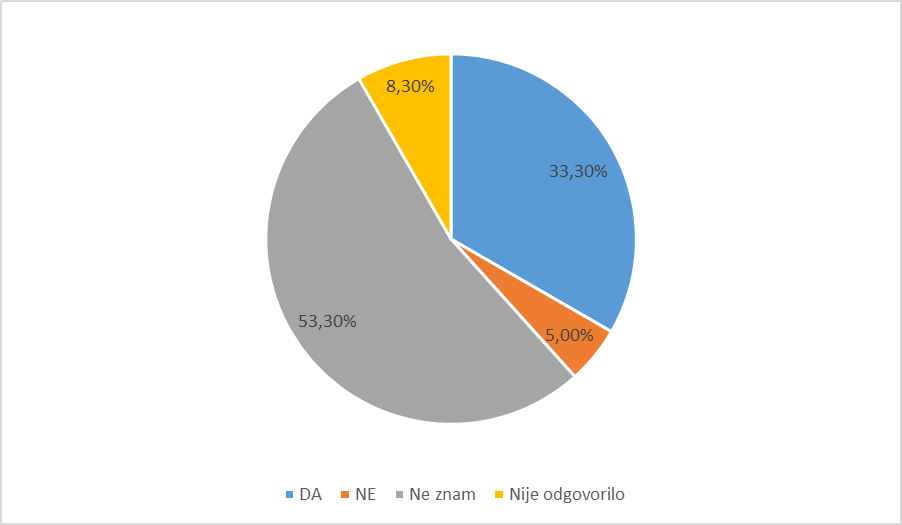 8,30%
33,30%
53,30%
5,00%
DA NE Ne znam Nije odgovorilo